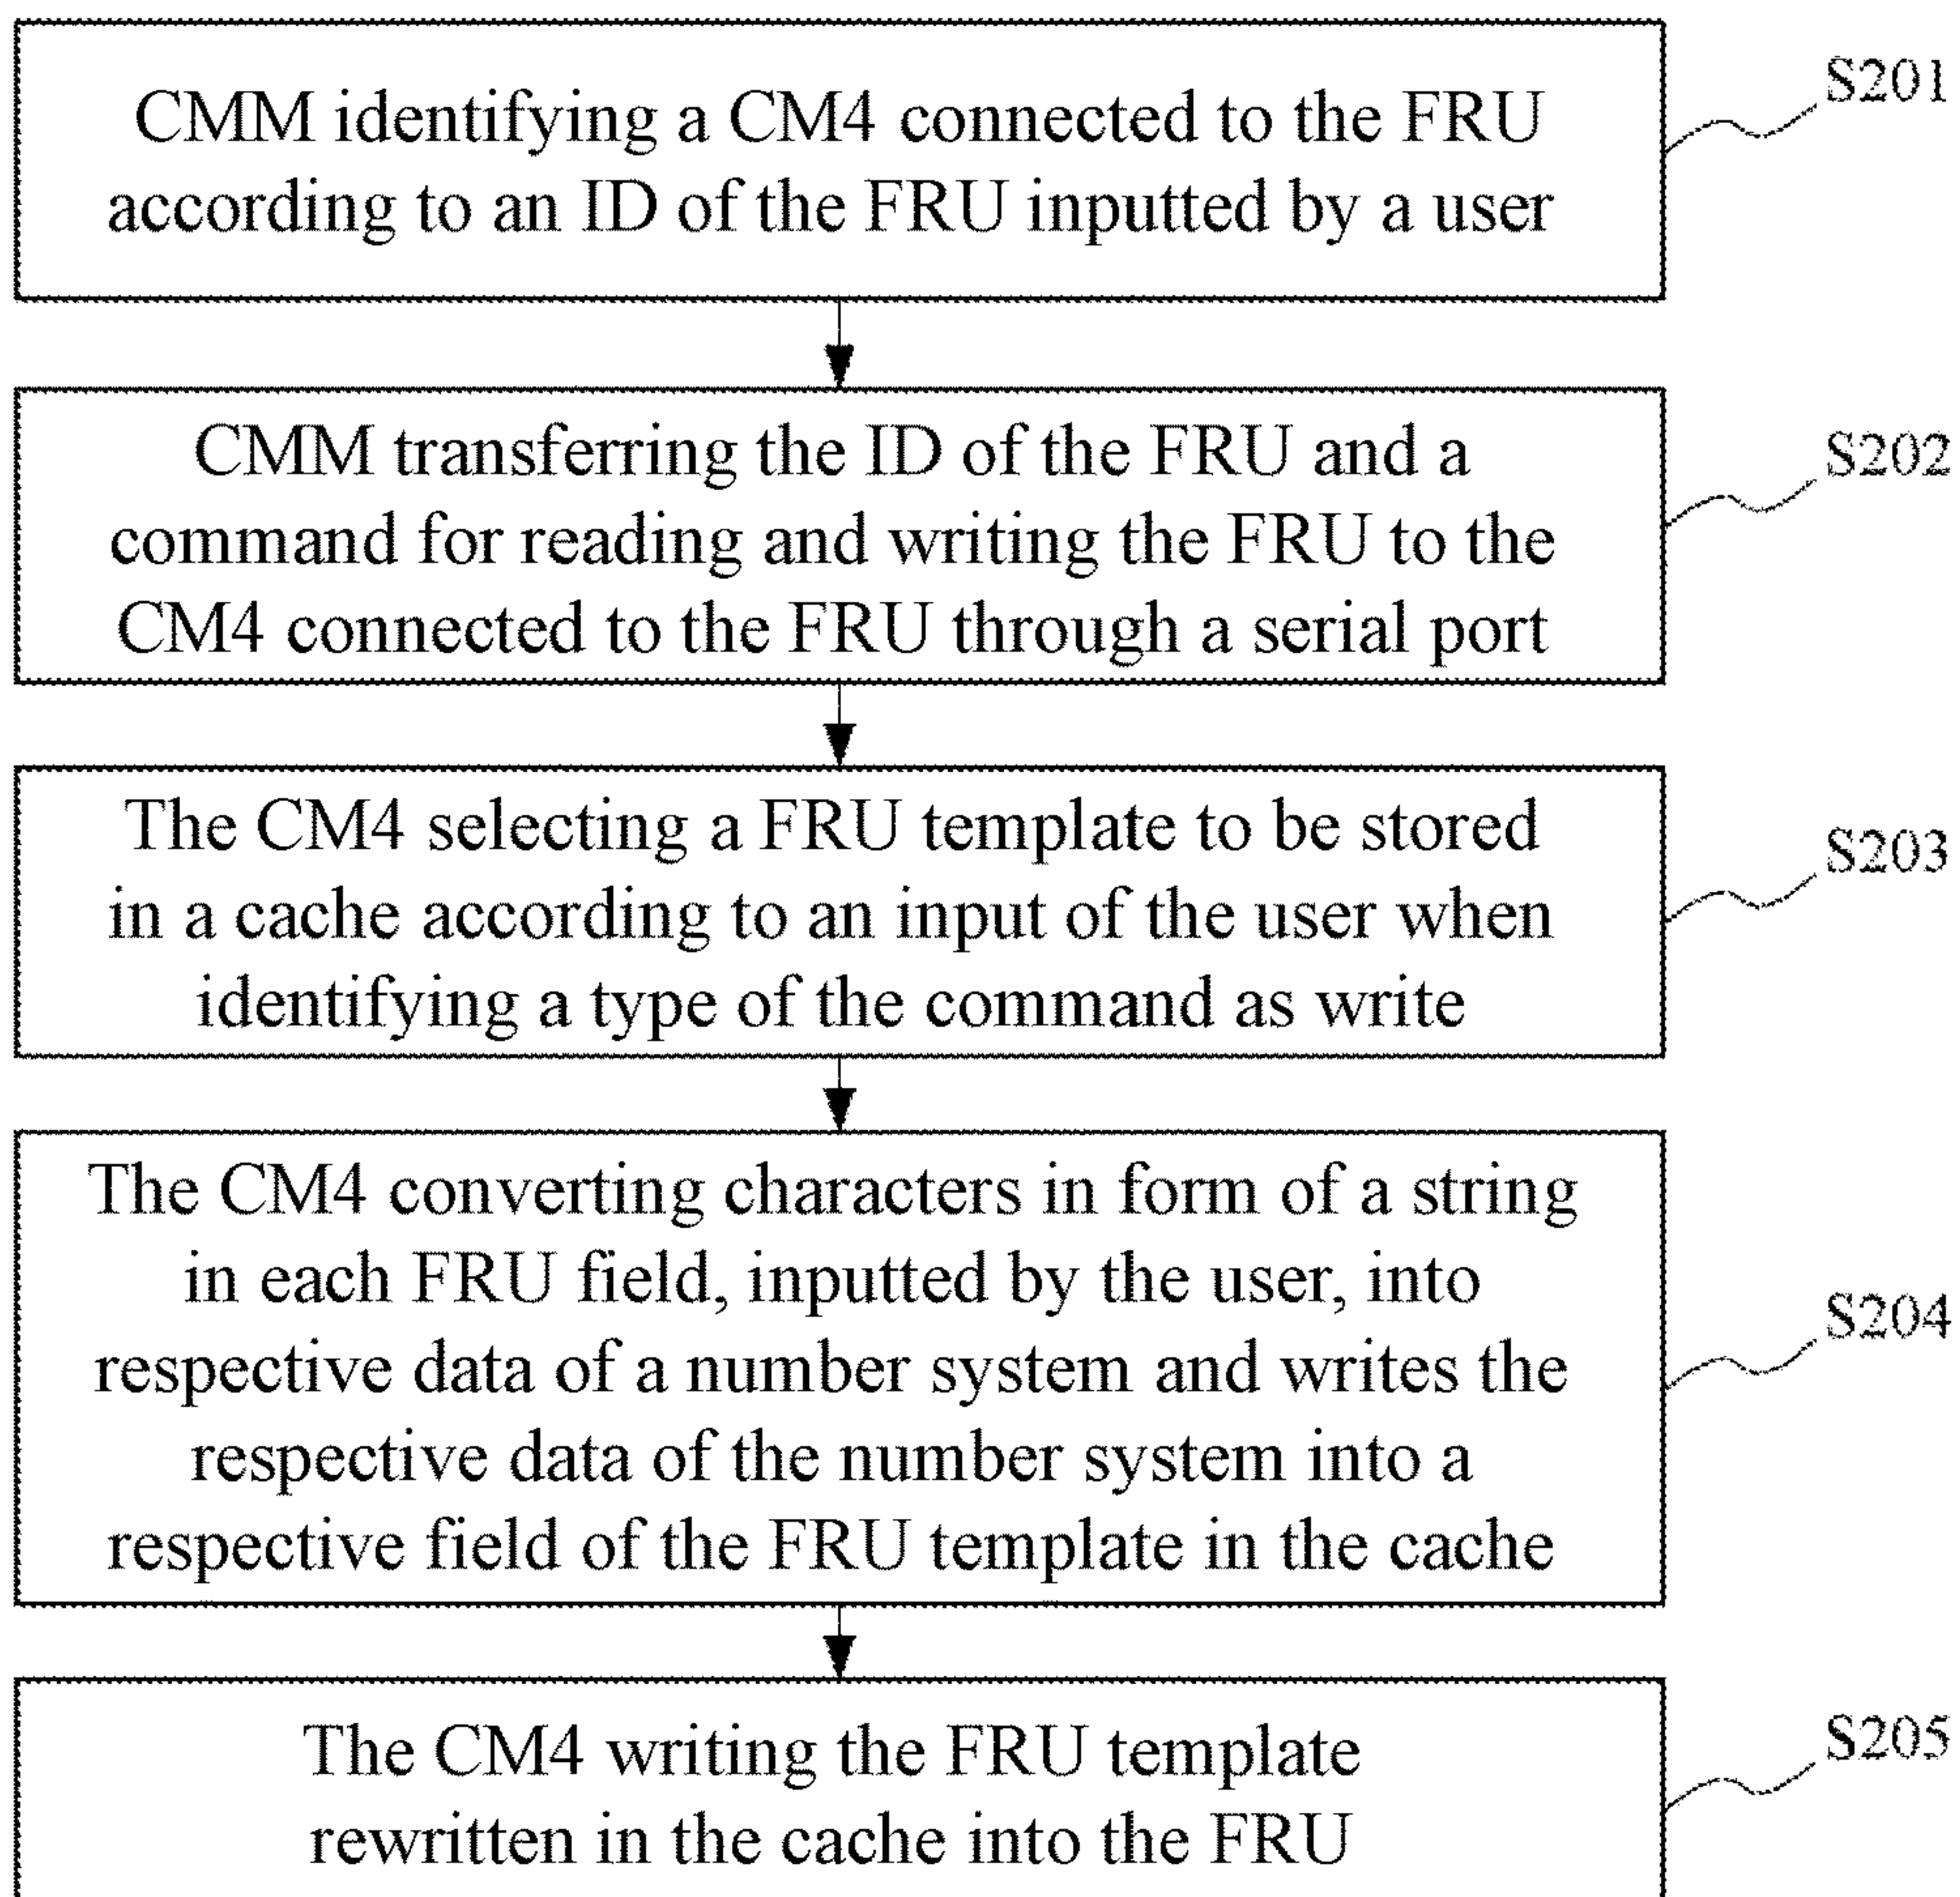 CMM identifying a CM4 connected to the FRU
according to an ID of the FRU inputted by a user
S201
CMM transferring the ID of the FRU and a
command for reading and writing the FRU to the
CM4 connected to the FRU through a serial port
S202
The CM4 selecting a FRU template to be stored
in a cache according to an input of the user when
identifying a type of the command as write
S203
The CM4 converting characters in form of a string
in each FRU field, inputted by the user, into
respective data of a number system and writes the
respective data of the number system into a
respective field of the FRU template in the cache
S204
The CM4 writing the FRU template
rewritten in the cache into the FRU
S205